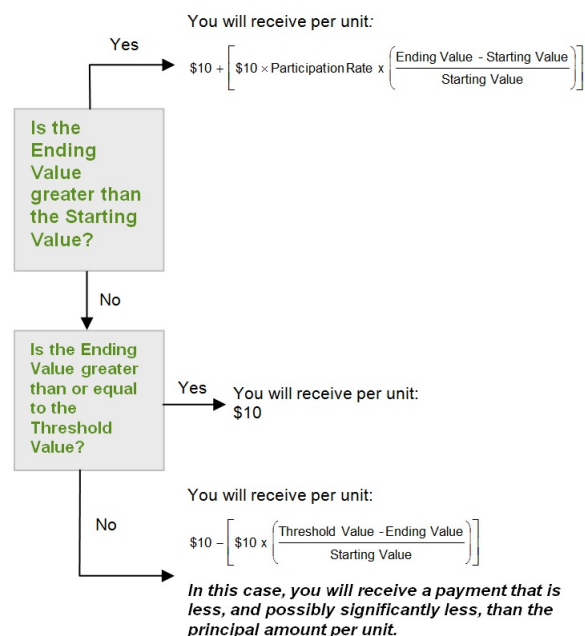 You will receive per unit:
Yes
$10 + [ $10 × Participation Rate x ( Ending Value - Starting Value
Starting Value ) ]
Is the
Ending
Value
greater than
the Starting
Value?
No
Is the Ending
Value greater
than or equal
to the
Threshold
Value?
Yes
You will receive per unit:
$10
You will receive per unit:
No
$10 − [ $10 x ( Threshold Value - Ending Value
Starting Value ) ]
In this case, you will receive a payment that is
less, and possibly significantly less, than the
principal amount per unit.